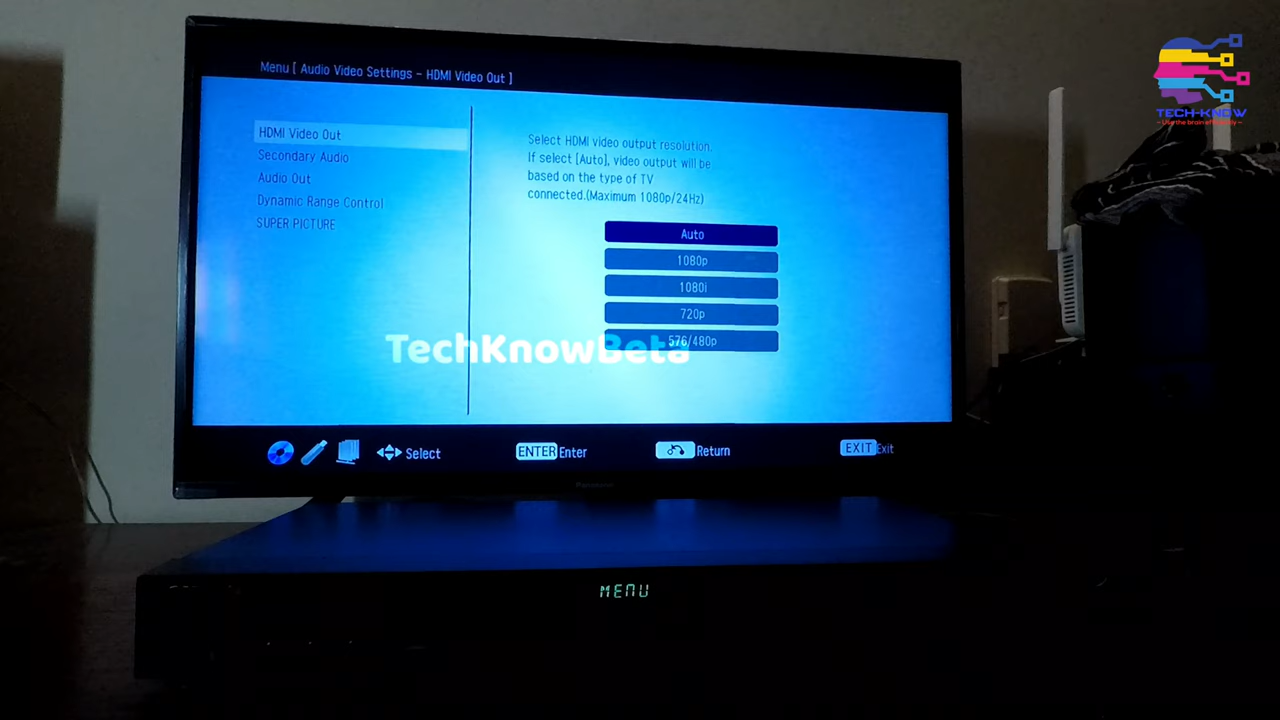 Menu [ Audio Video Settings - HDMI Video Out ]
HDMI Video Out
Secondary Audio
Audio Out
Dynamic Range Control
SUPER PICTURE
Select HDMI video output resolution.
If select [Auto], video output will be
based on the type of TV
connected.(Maximum 1080p/24Hz)
Auto
1080p
1080i
720p
576/480p
TechKnowBeta
Select
ENTER Enter
Return
EXIT Exit
Panasonic
MENU
TECH-KNOW